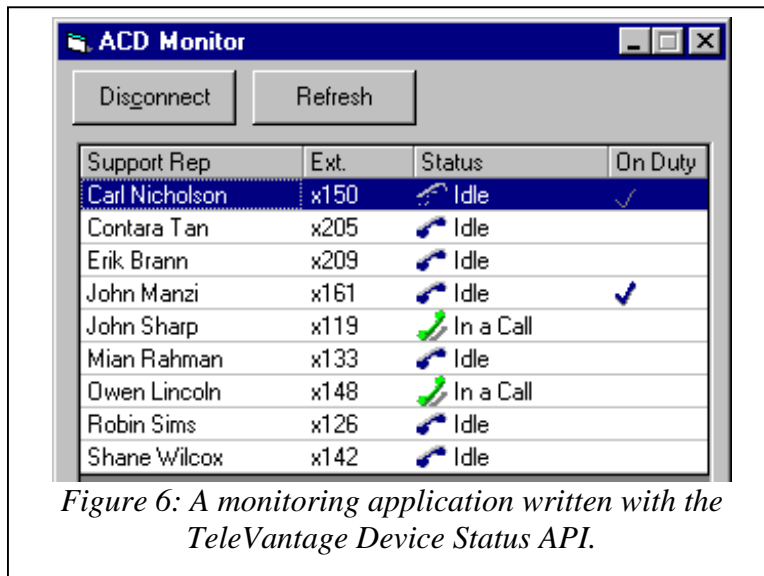 ACD Monitor
Disconnect Refresh
Support Rep Ext. Status On Duty
Carl Nicholson x150 Idle
Contara Tan x205 Idle
Erik Brann x209 Idle
John Manzi x161 Idle
John Sharp x119 In a Call
Mian Rahman x133 Idle
Owen Lincoln x148 In a Call
Robin Sims x126 Idle
Shane Wilcox x142 Idle
Figure 6: A monitoring application written with the
TeleVantage Device Status API.